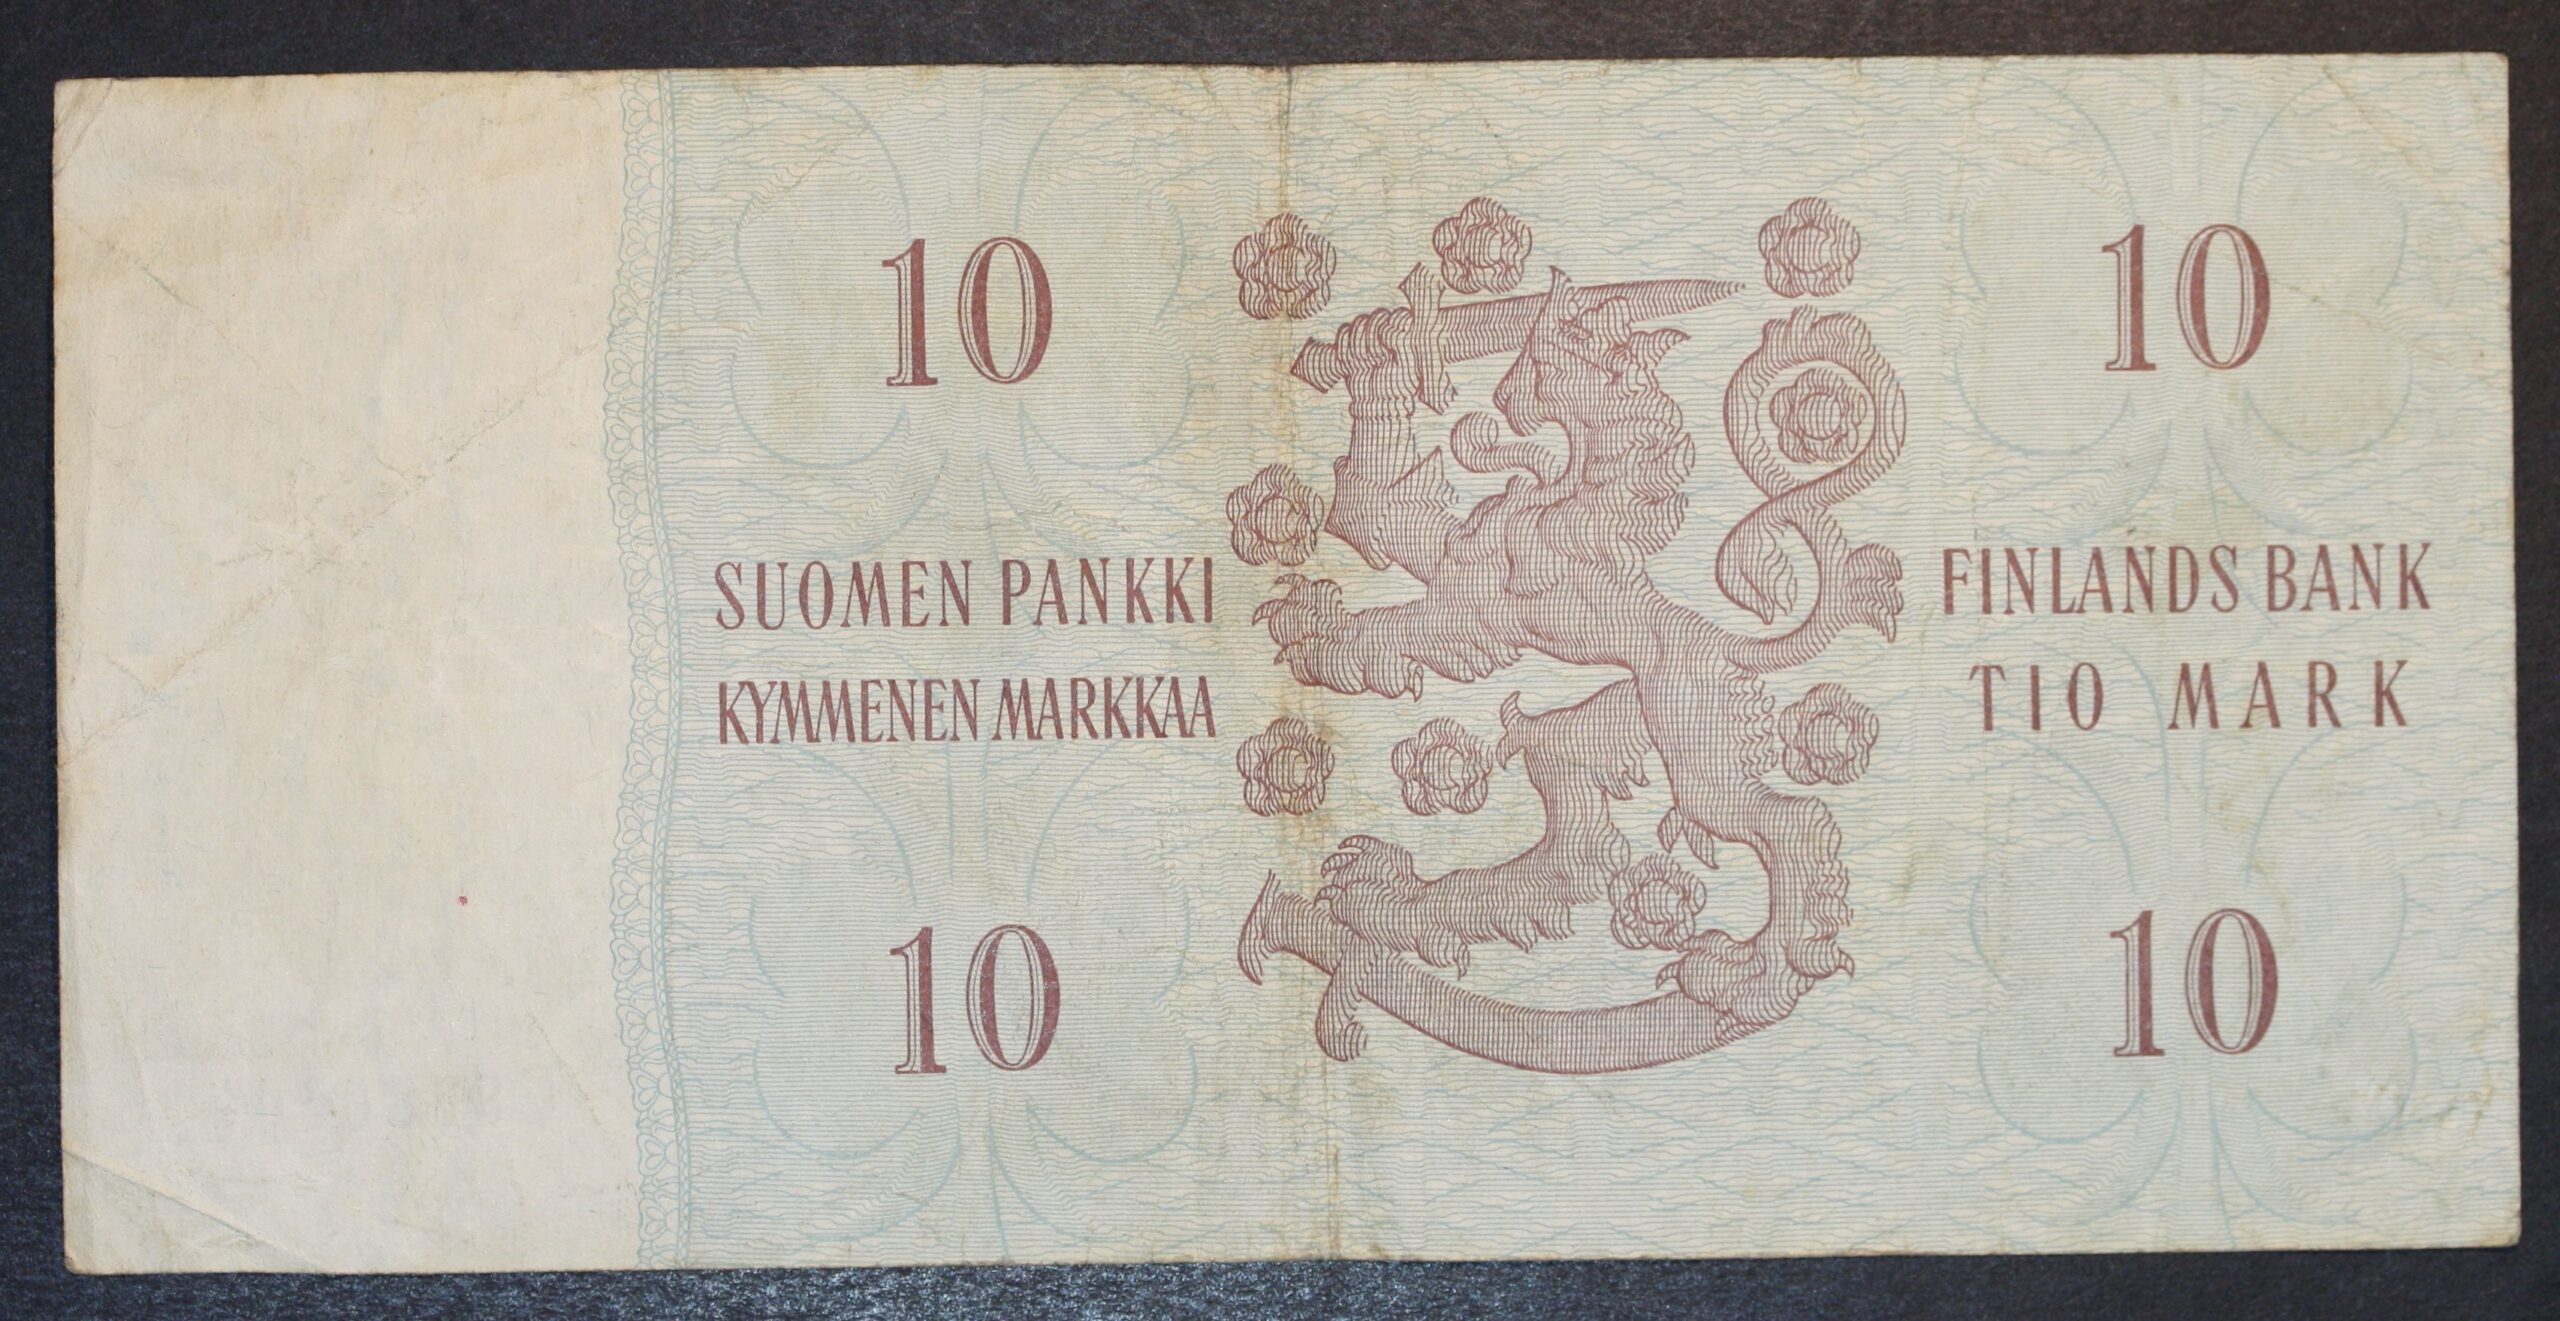 10
10
SUOMEN PANKKI
KYMMENEN MARKKAA
FINLANDS BANK
TIO MARK
10
10